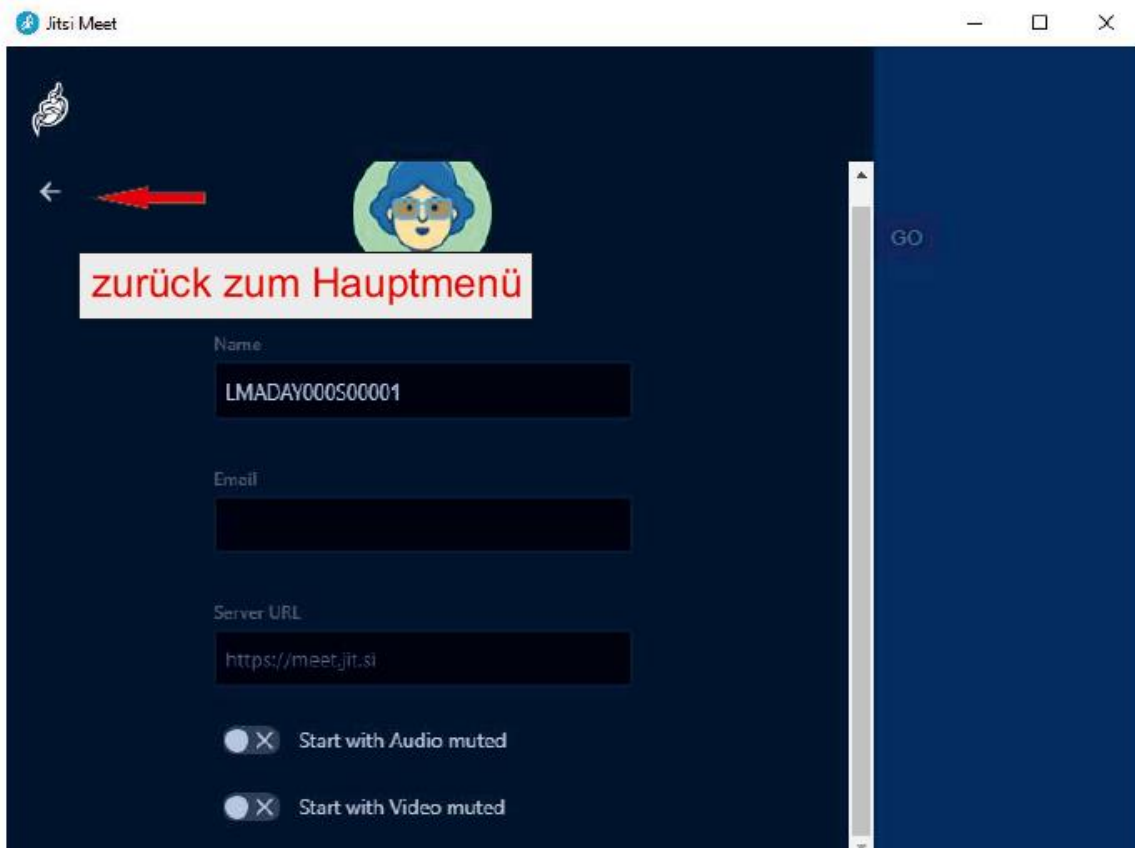 Jitsi Meet
GO
zurück zum Hauptmenü
Name
LMADAY000S00001
Email
Server URL
https://meet.jit.si
Start with Audio muted
Start with Video muted